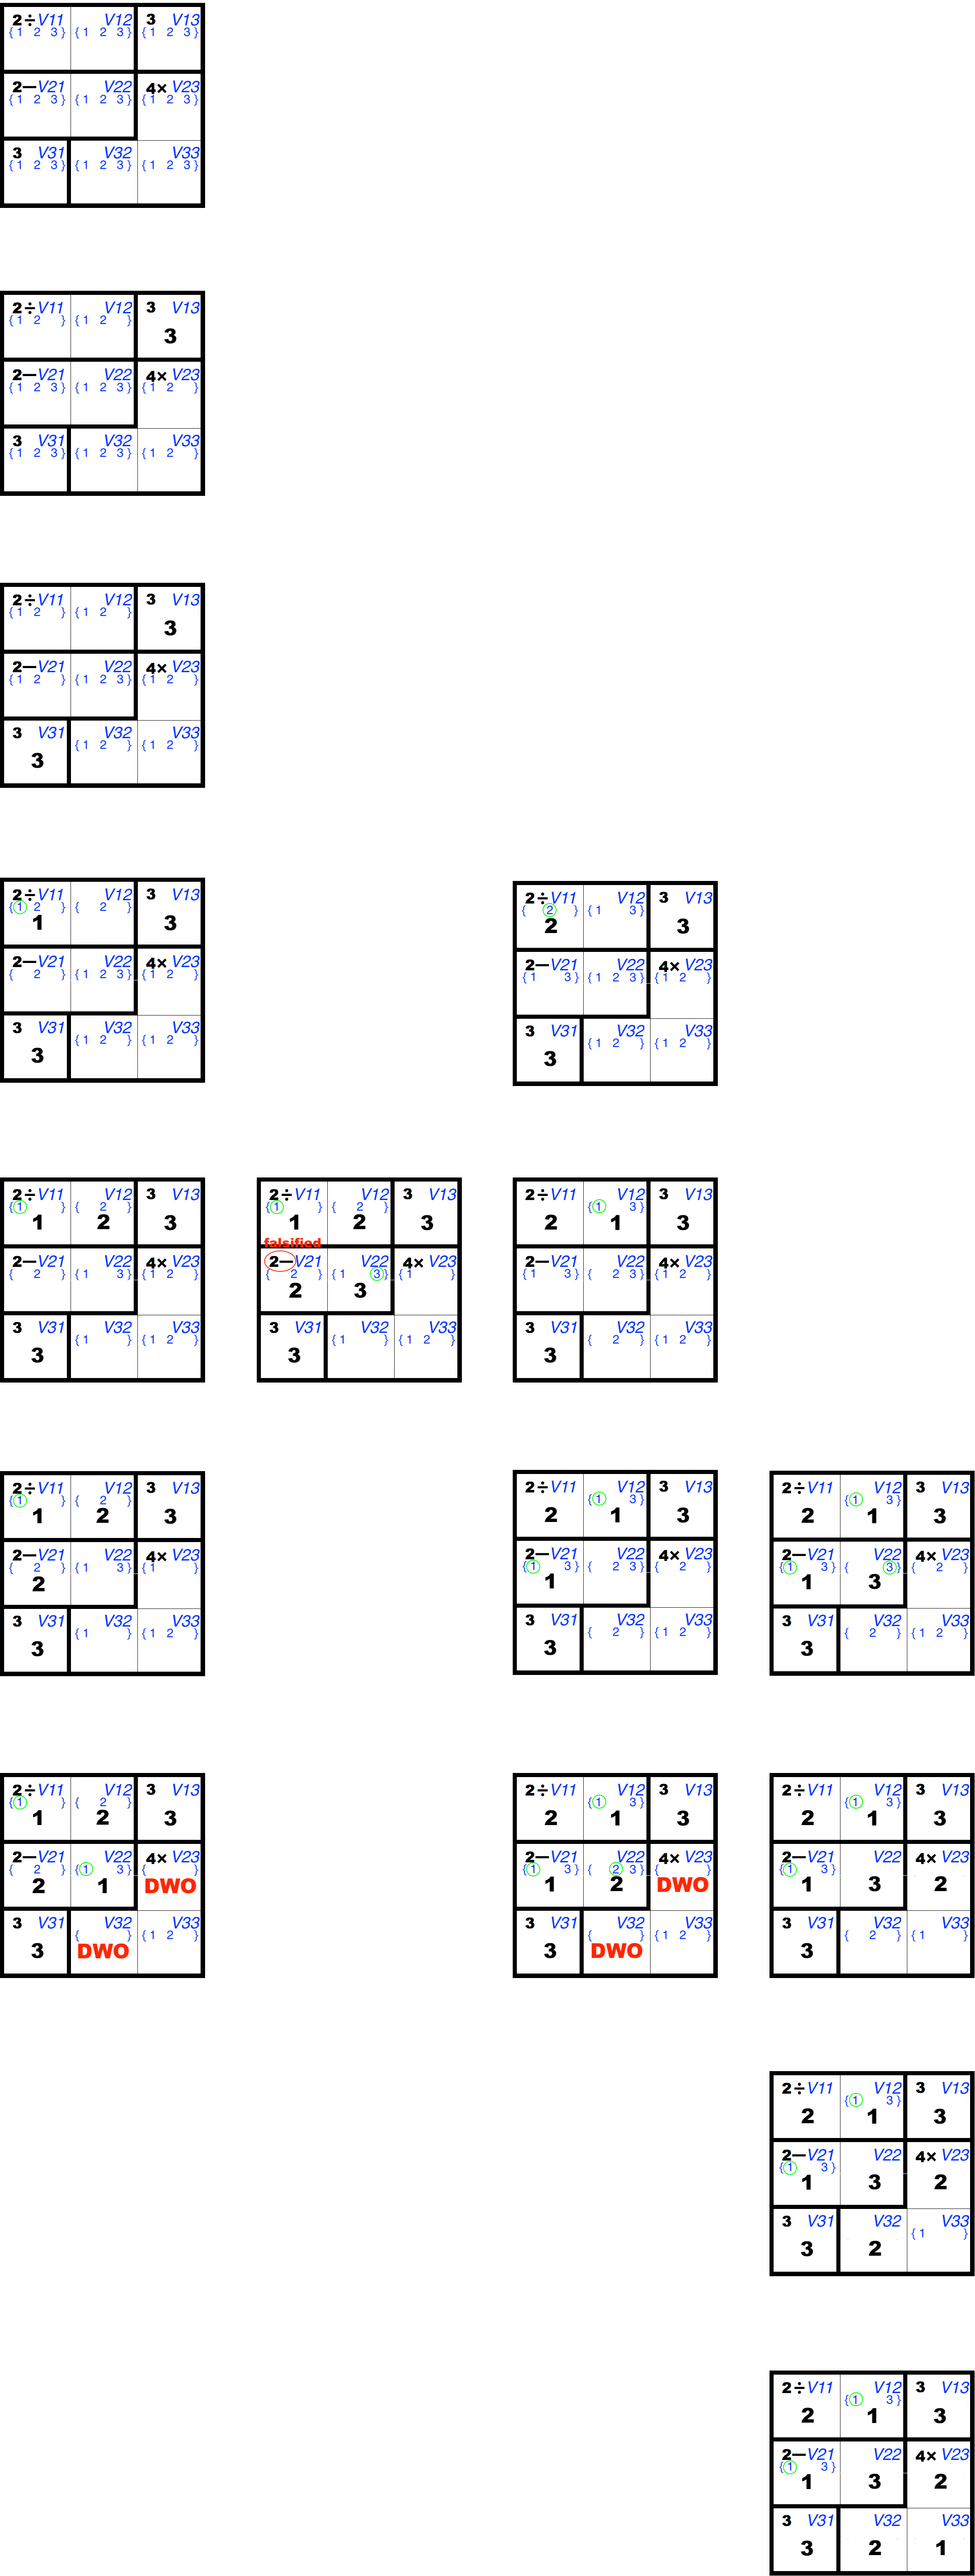 2÷ V11 V12 3 V13
{ 1 2 3 } { 1 2 3 } { 1 2 3 }
2− V21 V22 4× V23
{ 1 2 3 } { 1 2 3 } { 1 2 3 }
3 V31 V32 V33
{ 1 2 3 } { 1 2 3 } { 1 2 3 }
2÷ V11 V12 3 V13
{ 1 2 } { 1 2 }
3
2− V21 V22 4× V23
{ 1 2 3 } { 1 2 3 } { 1 2 }
3 V31 V32 V33
{ 1 2 3 } { 1 2 3 } { 1 2 }
2÷ V11 V12 3 V13
{ 1 2 } { 1 2 }
3
2− V21 V22 4× V23
{ 1 2 } { 1 2 3 } { 1 2 }
3 V31 V32 V33
{ 1 2 } { 1 2 }
3
2÷ V11 V12 3 V13
{ 1 2 } { 2 }
1 3
2− V21 V22 4× V23
{ 2 } { 1 2 3 } { 1 2 }
3 V31 V32 V33
{ 1 2 } { 1 2 }
3
2÷ V11 V12 3 V13
{ 2 } { 1 3 }
2 3
2− V21 V22 4× V23
{ 1 3 } { 1 2 3 } { 1 2 }
3 V31 V32 V33
{ 1 2 } { 1 2 }
3
2÷ V11 V12 3 V13
{ 1 } { 2 }
1 2 3
2− V21 V22 4× V23
{ 2 } { 1 3 } { 1 2 }
3 V31 V32 V33
{ 1 } { 1 2 }
3
2÷ V11 V12 3 V13
{ 1 } { 2 }
1 2 3
falsified
2− V21 V22 4× V23
{ 2 } { 1 3 } { 1 }
2 3
3 V31 V32 V33
{ 1 } { 1 2 }
3
2÷ V11 V12 3 V13
{ 1 3 }
2 1 3
2− V21 V22 4× V23
{ 1 3 } { 2 3 } { 1 2 }
3 V31 V32 V33
{ 2 } { 1 2 }
3
2÷ V11 V12 3 V13
{ 1 } { 2 }
1 2 3
2− V21 V22 4× V23
{ 2 } { 1 3 } { 1 }
2
3 V31 V32 V33
{ 1 } { 1 2 }
3
2÷ V11 V12 3 V13
{ 1 3 }
2 1 3
2− V21 V22 4× V23
{ 1 3 } { 2 3 } { 2 }
1
3 V31 V32 V33
{ 2 } { 1 2 }
3
2÷ V11 V12 3 V13
{ 1 3 }
2 1 3
2− V21 V22 4× V23
{ 1 3 } { 3 } { 2 }
1 3
3 V31 V32 V33
{ 2 } { 1 2 }
3
2÷ V11 V12 3 V13
{ 1 } { 2 }
1 2 3
2− V21 V22 4× V23
{ 2 } { 1 3 } { }
2 1 DWO
3 V31 V32 V33
{ } { 1 2 }
3 DWO
2÷ V11 V12 3 V13
{ 1 3 }
2 1 3
2− V21 V22 4× V23
{ 1 3 } { 2 3 } { }
1 2 DWO
3 V31 V32 V33
{ } { 1 2 }
3 DWO
2÷ V11 V12 3 V13
{ 1 3 }
2 1 3
2− V21 V22 4× V23
{ 1 3 }
1 3 2
3 V31 V32 V33
{ 2 } { 1 }
3
2÷ V11 V12 3 V13
{ 1 3 }
2 1 3
2− V21 V22 4× V23
{ 1 3 }
1 3 2
3 V31 V32 V33
{ 1 }
3 2
2÷ V11 V12 3 V13
{ 1 3 }
2 1 3
2− V21 V22 4× V23
{ 1 3 }
1 3 2
3 V31 V32 V33
3 2 1